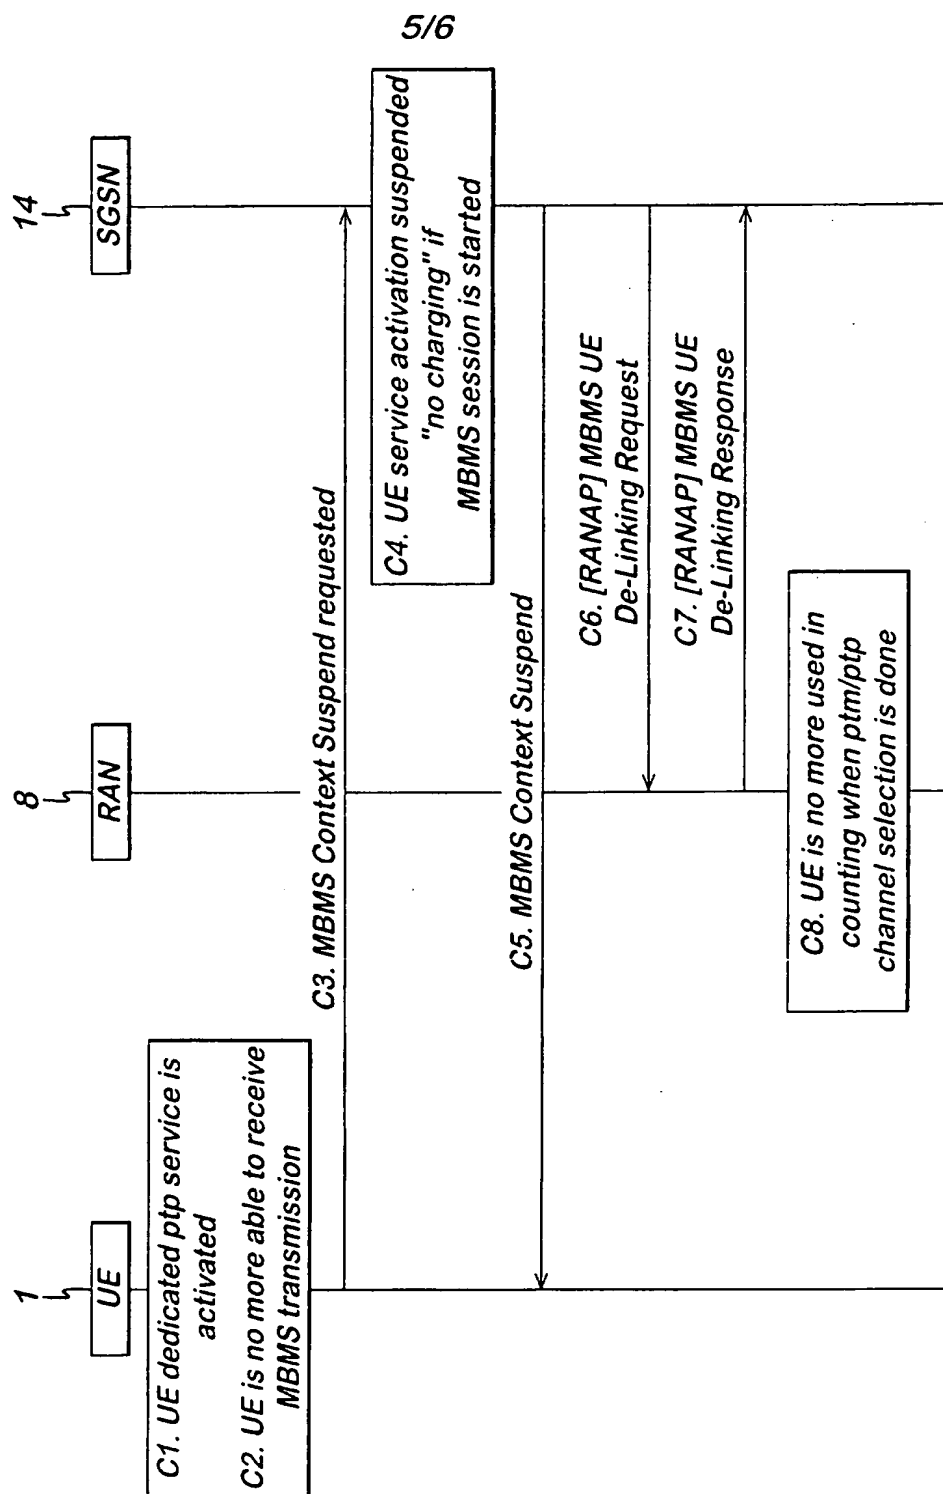 5/6
1
8
14
UE
RAN
SGSN
C1. UE dedicated ptp service is
activated
C2. UE is no more able to receive
MBMS transmission
C3. MBMS Context Suspend requested
C4. UE service activation suspended
"no charging" if
MBMS session is started
C5. MBMS Context Suspend
C6. [RANAP] MBMS UE
De-Linking Request
C7. [RANAP] MBMS UE
De-Linking Response
C8. UE is no more used in
counting when ptm/ptp
channel selection is done